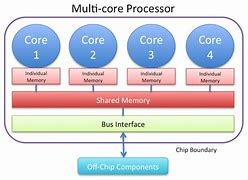 Multi-core Processor
Core
1
Core
2
Core
3
Core
4
Individual
Memory
Individual
Memory
Individual
Memory
Individual
Memory
Shared Memory
Bus Interface
Chip Boundary
Off-Chip Components